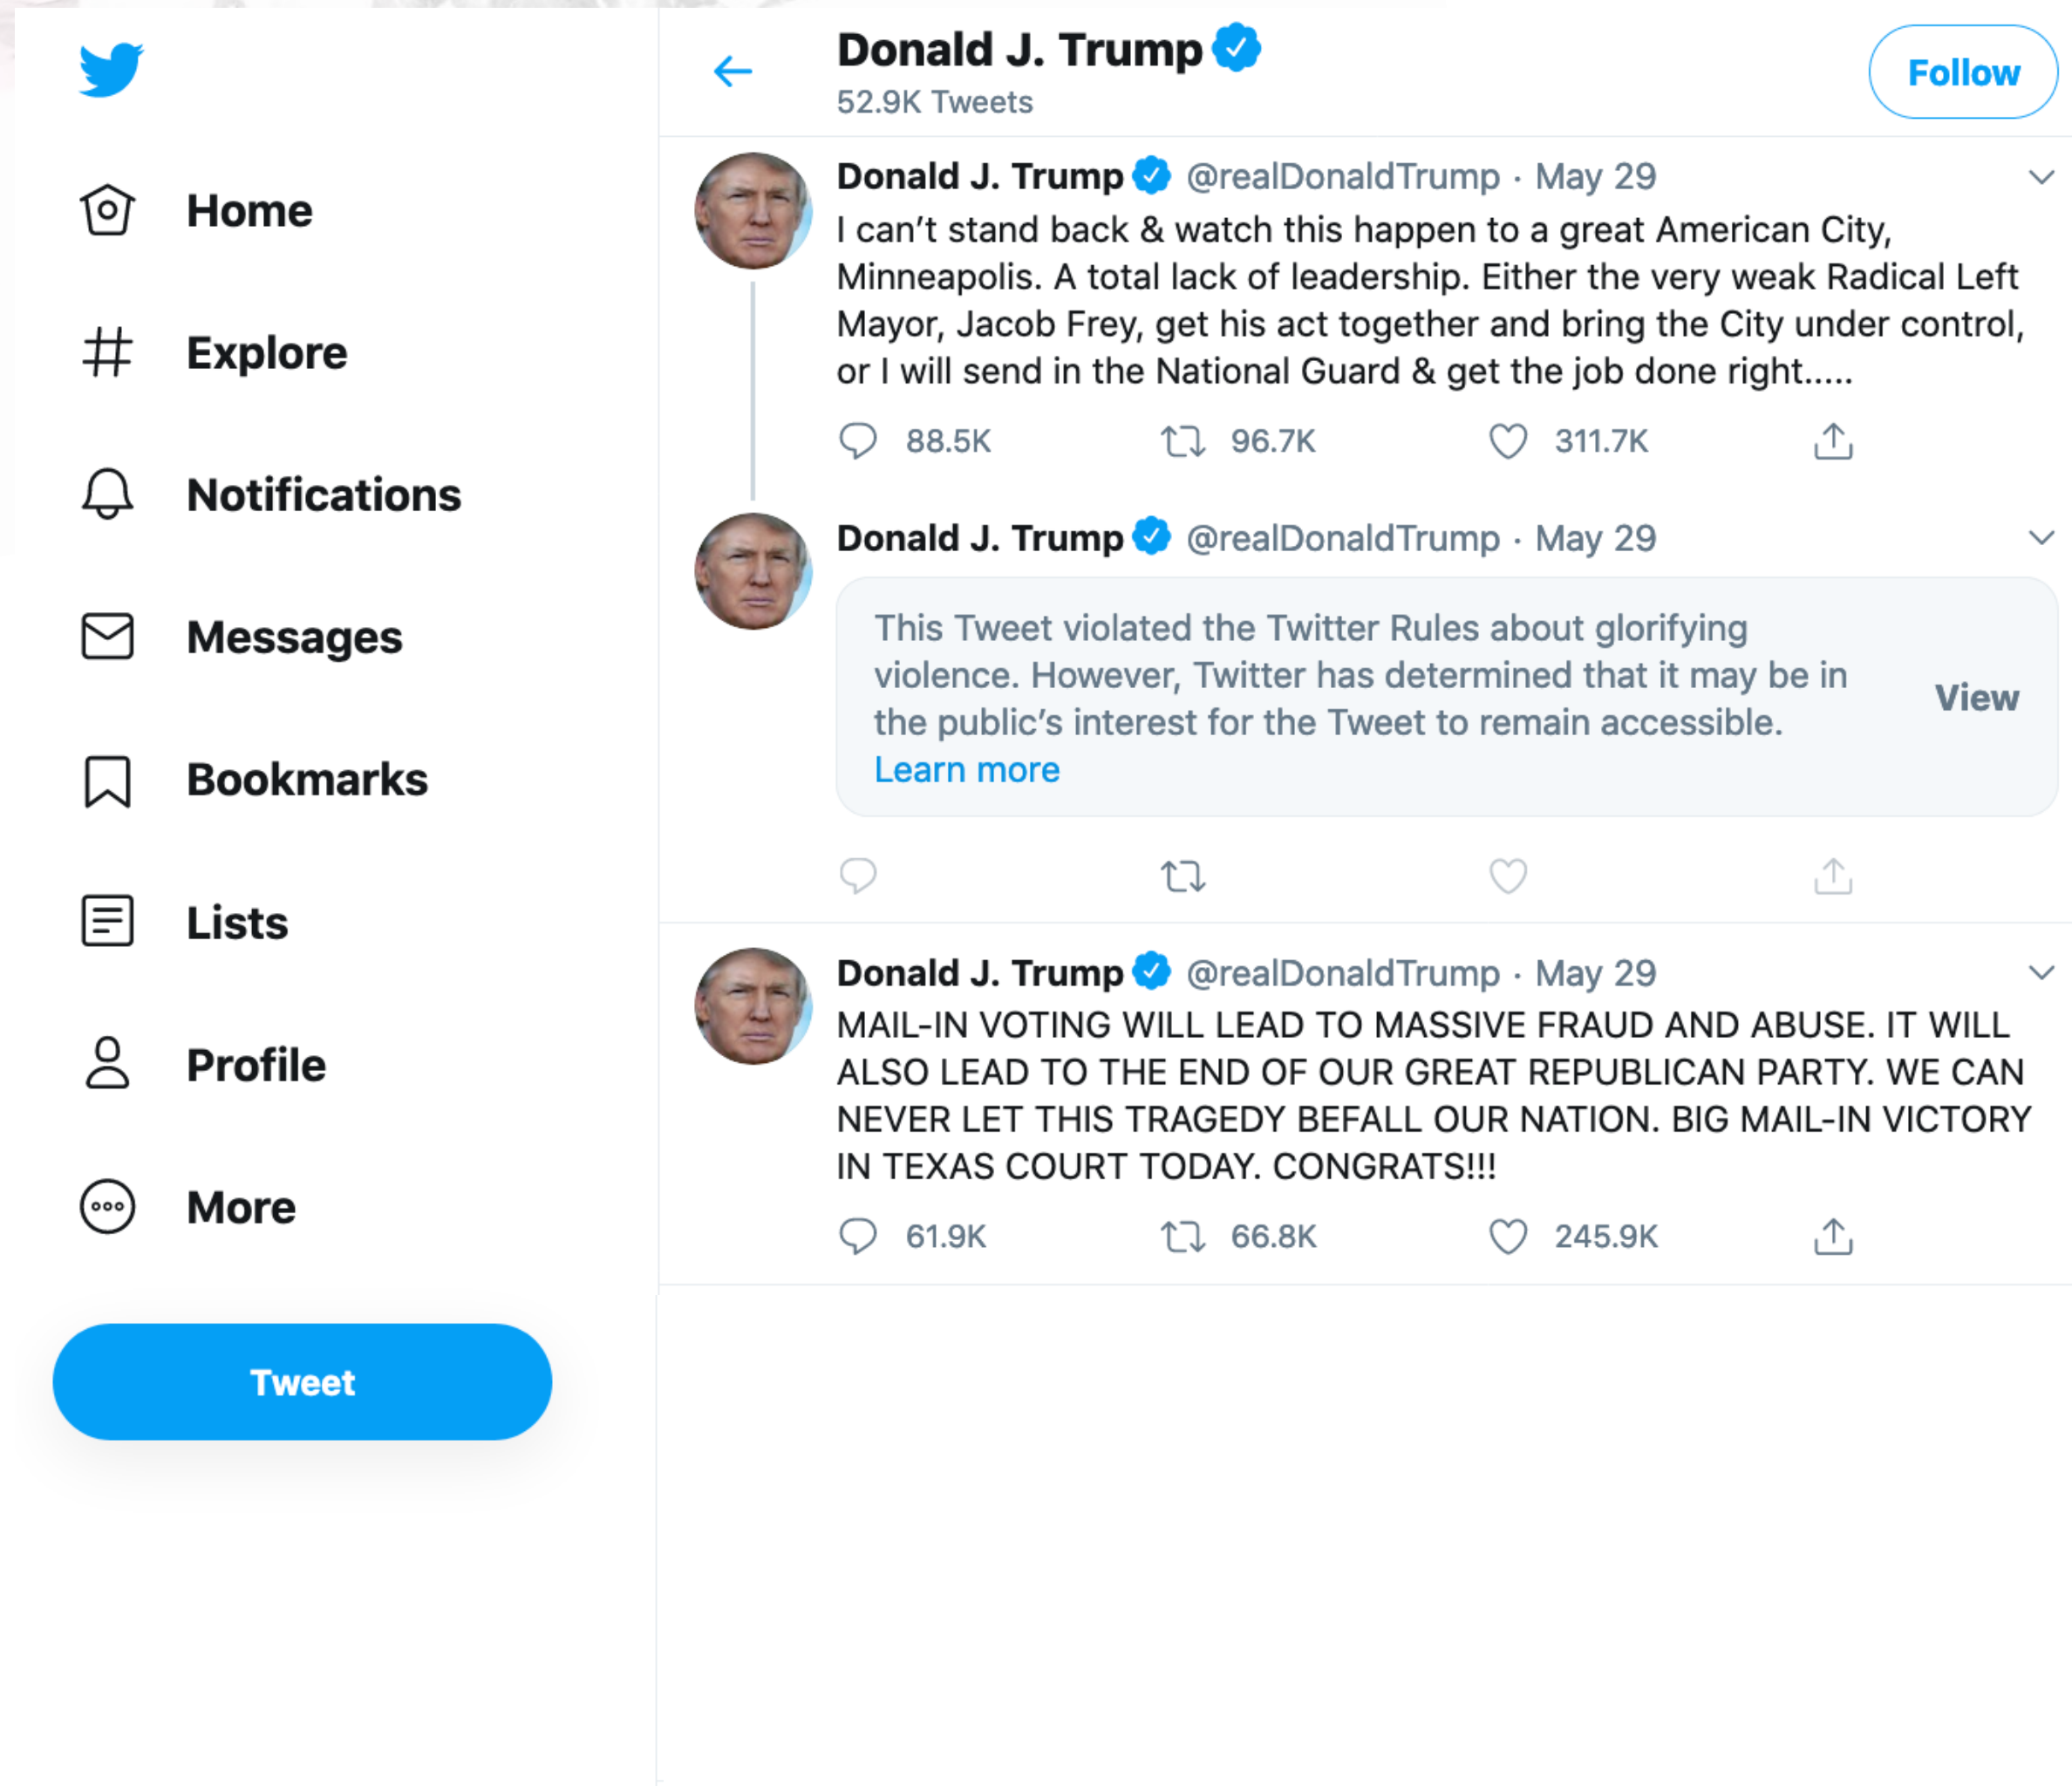 Home
Explore
Notifications
Messages
Bookmarks
Lists
Profile
More
Tweet
Donald J. Trump
52.9K Tweets
Follow
Donald J. Trump @realDonaldTrump · May 29
I can’t stand back & watch this happen to a great American City,
Minneapolis. A total lack of leadership. Either the very weak Radical Left
Mayor, Jacob Frey, get his act together and bring the City under control,
or I will send in the National Guard & get the job done right.....
88.5K 96.7K 311.7K
Donald J. Trump @realDonaldTrump · May 29
This Tweet violated the Twitter Rules about glorifying
violence. However, Twitter has determined that it may be in
the public’s interest for the Tweet to remain accessible.
Learn more
View
Donald J. Trump @realDonaldTrump · May 29
MAIL-IN VOTING WILL LEAD TO MASSIVE FRAUD AND ABUSE. IT WILL
ALSO LEAD TO THE END OF OUR GREAT REPUBLICAN PARTY. WE CAN
NEVER LET THIS TRAGEDY BEFALL OUR NATION. BIG MAIL-IN VICTORY
IN TEXAS COURT TODAY. CONGRATS!!!
61.9K 66.8K 245.9K